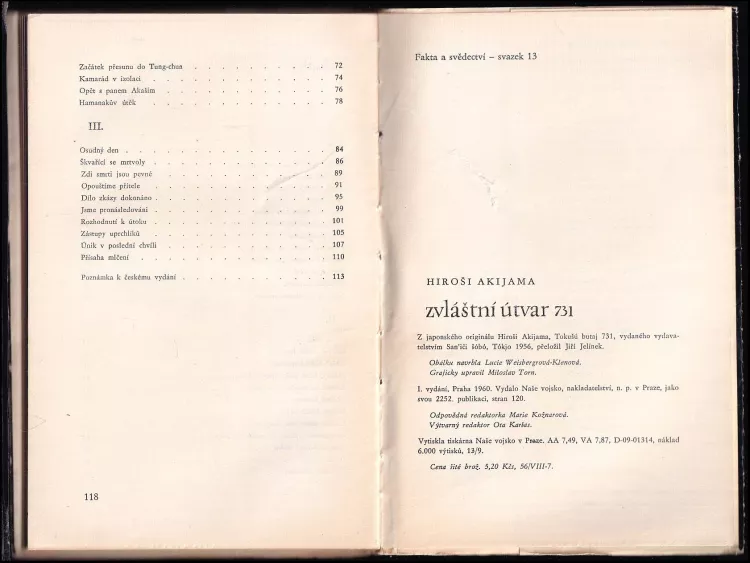 Začátek přesunu do Tung-chua . . . . . . . . . . 72
Kamarád v izolaci . . . . . . . . . . . . 74
Opět s panem Akašim . . . . . . . . . . . 76
Hamanakův útěk . . . . . . . . . . . . 78
III.
Osudný den . . . . . . . . . . . . . 84
Škvařící se mrtvoly . . . . . . . . . . . 86
Zdi smrti jsou pevné . . . . . . . . . . . 89
Opouštíme přítele . . . . . . . . . . . 91
Dílo zkázy dokonáno . . . . . . . . . . . 95
Jsme pronásledováni . . . . . . . . . . . 99
Rozhodnutí k útoku . . . . . . . . . . . 101
Zástupy uprchlíků . . . . . . . . . . . 105
Únik v poslední chvíli . . . . . . . . . . 107
Přísaha mlčení . . . . . . . . . . . . 110
Poznámka k českému vydání . . . . . . . . . . 113
118
Fakta a svědectví – svazek 13
HIROŠI AKIJAMA
zvláštní útvar 731
Z japonského originálu Hiroši Akijama, Tokušú butaj 731, vydaného vydava-
telstvím San'iči šóbó, Tókjo 1956, přeložil Jiří Jelínek.
Obálku navrhla Lucie Weisbergrová-Klenová.
Graficky upravil Miloslav Torn.
I. vydání, Praha 1960. Vydalo Naše vojsko, nakladatelství, n. p. v Praze, jako
svou 2252. publikaci, stran 120.
Odpovědná redaktorka Marie Kožnarová.
Výtvarný redaktor Ota Karlas.
Vytiskla tiskárna Naše vojsko v Praze. AA 7,49, VA 7,87, D-09-01314, náklad
6.000 výtisků, 13/9.
Cena šité brož. 5,20 Kčs, 56/VIII-7.